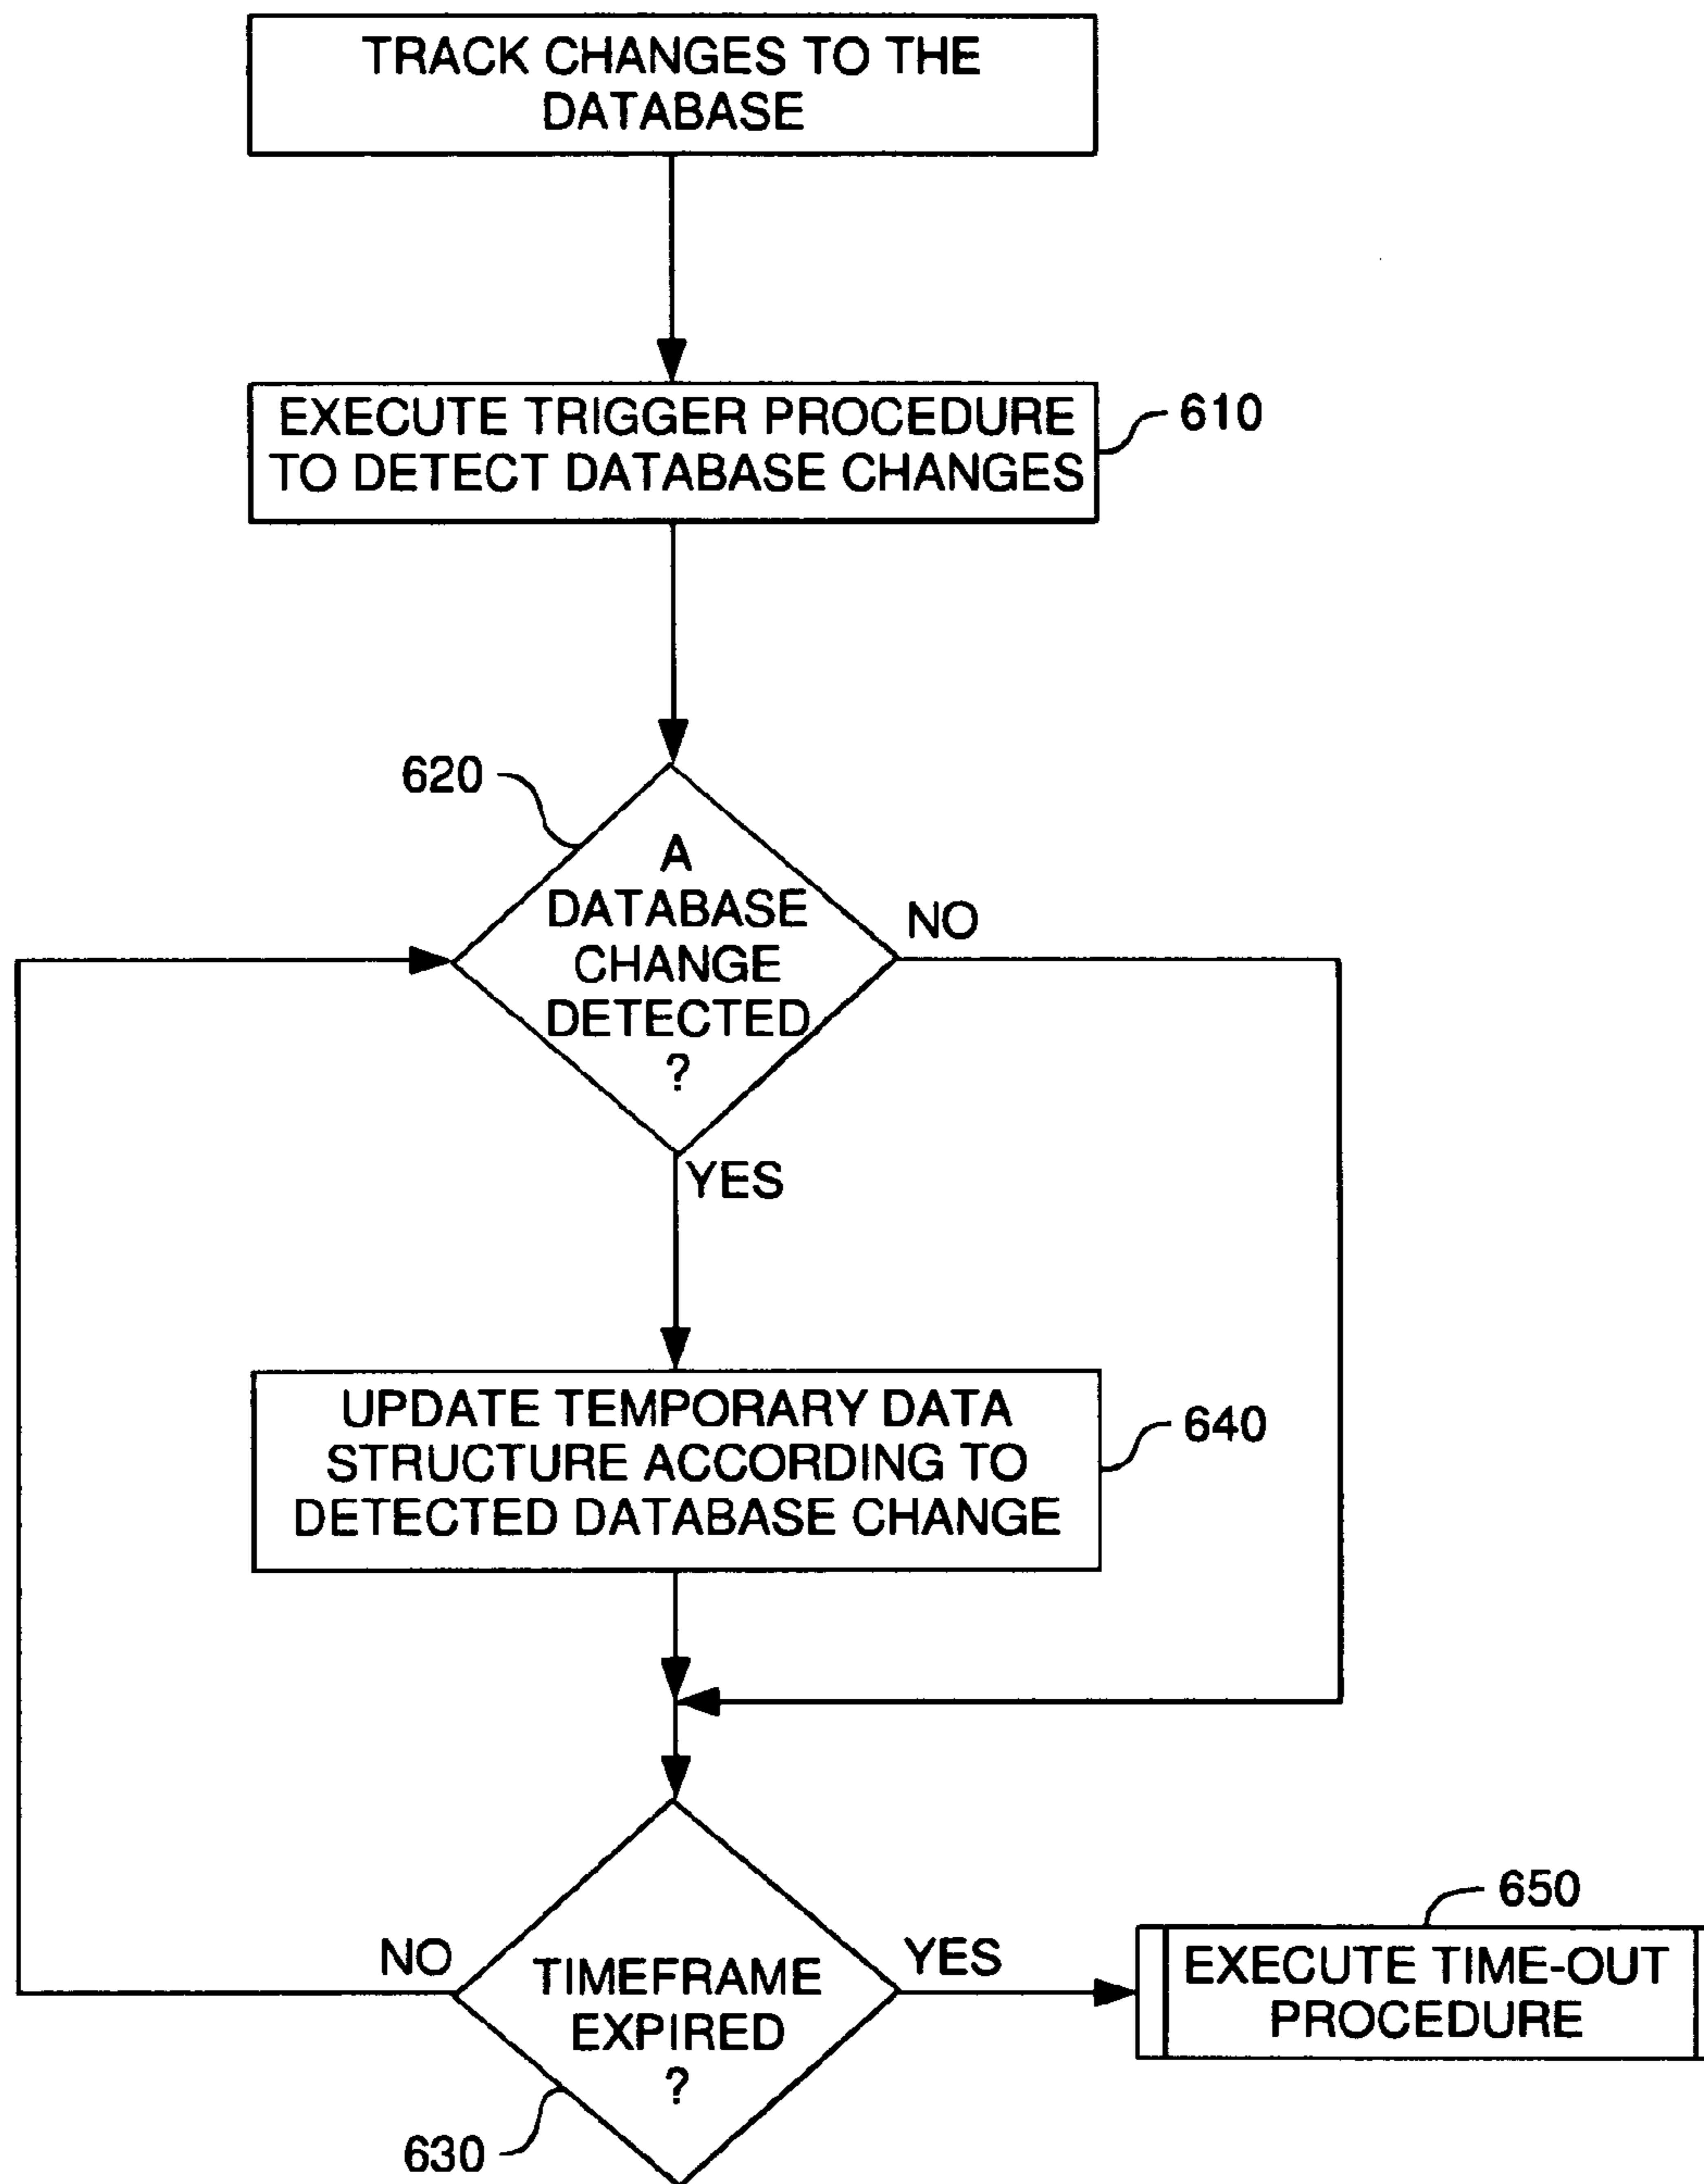 TRACK CHANGES TO THE
DATABASE
EXECUTE TRIGGER PROCEDURE
TO DETECT DATABASE CHANGES
610
620
A
DATABASE
CHANGE
DETECTED
?
NO
YES
UPDATE TEMPORARY DATA
STRUCTURE ACCORDING TO
DETECTED DATABASE CHANGE
640
NO
TIMEFRAME
EXPIRED
?
YES
650
EXECUTE TIME-OUT
PROCEDURE
630